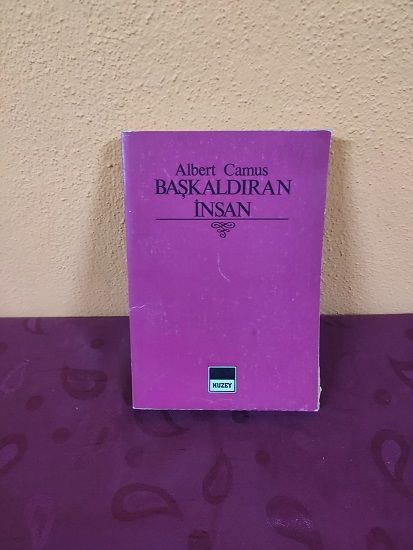 Albert Camus
BAŞKALDIRAN
İNSAN
KUZEY